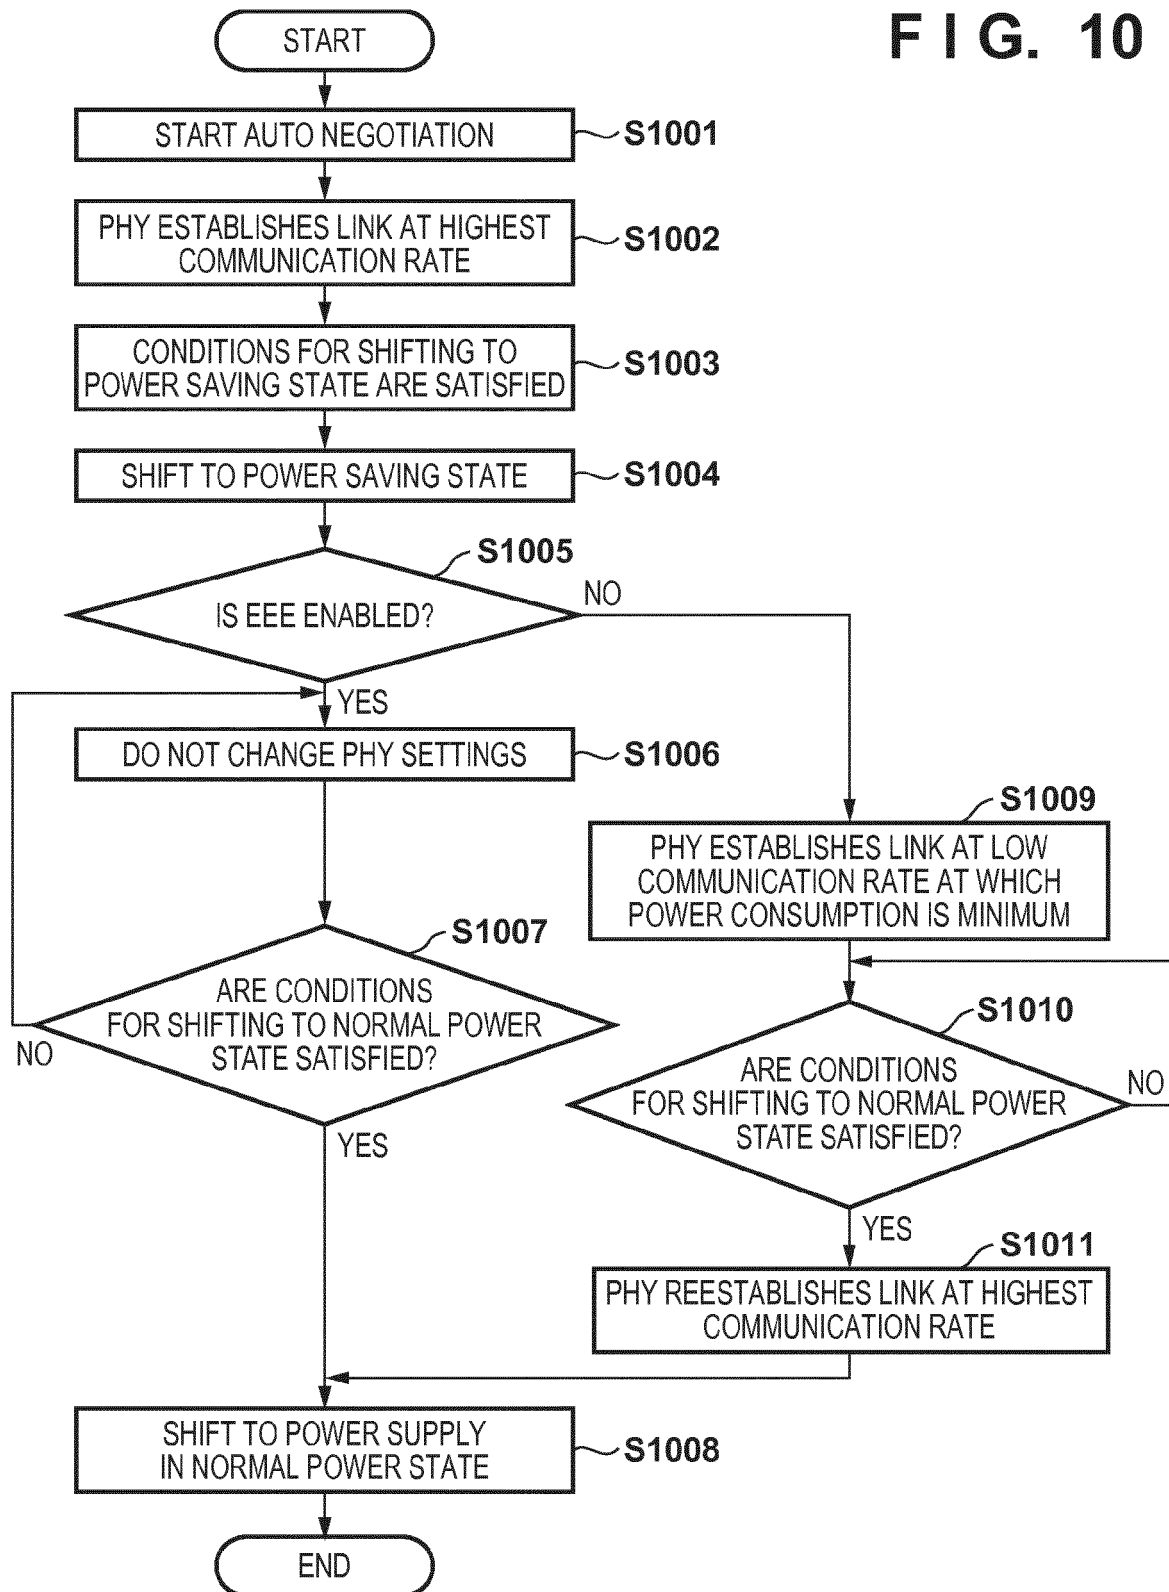 FIG. 10
START
START AUTO NEGOTIATION
S1001
PHY ESTABLISHES LINK AT HIGHEST
COMMUNICATION RATE
S1002
CONDITIONS FOR SHIFTING TO
POWER SAVING STATE ARE SATISFIED
S1003
SHIFT TO POWER SAVING STATE
S1004
S1005
IS EEE ENABLED?
NO
YES
DO NOT CHANGE PHY SETTINGS
S1006
S1007
ARE CONDITIONS
FOR SHIFTING TO NORMAL POWER
STATE SATISFIED?
NO
YES
S1009
PHY ESTABLISHES LINK AT LOW
COMMUNICATION RATE AT WHICH
POWER CONSUMPTION IS MINIMUM
S1010
ARE CONDITIONS
FOR SHIFTING TO NORMAL POWER
STATE SATISFIED?
NO
YES
S1011
PHY REESTABLISHES LINK AT HIGHEST
COMMUNICATION RATE
SHIFT TO POWER SUPPLY
IN NORMAL POWER STATE
S1008
END